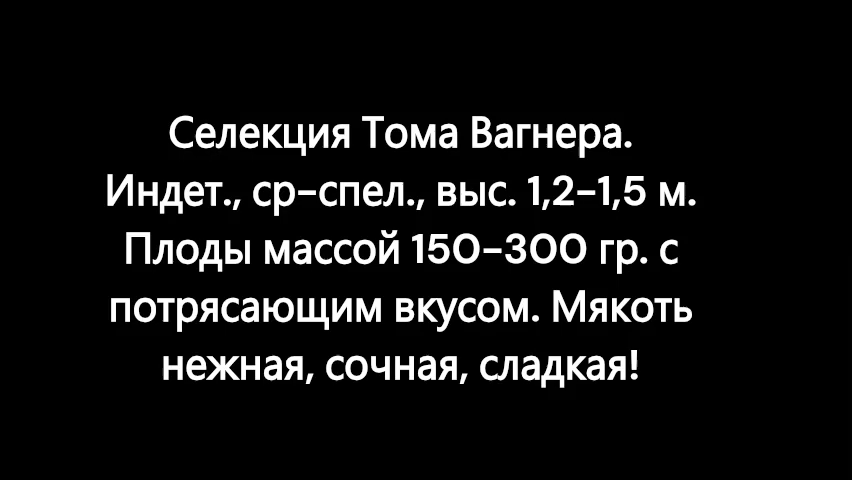 Селекция Тома Вагнера.
Индет., ср-спел., выс. 1,2-1,5 м.
Плоды массой 150-300 гр. с
потрясающим вкусом. Мякоть
нежная, сочная, сладкая!